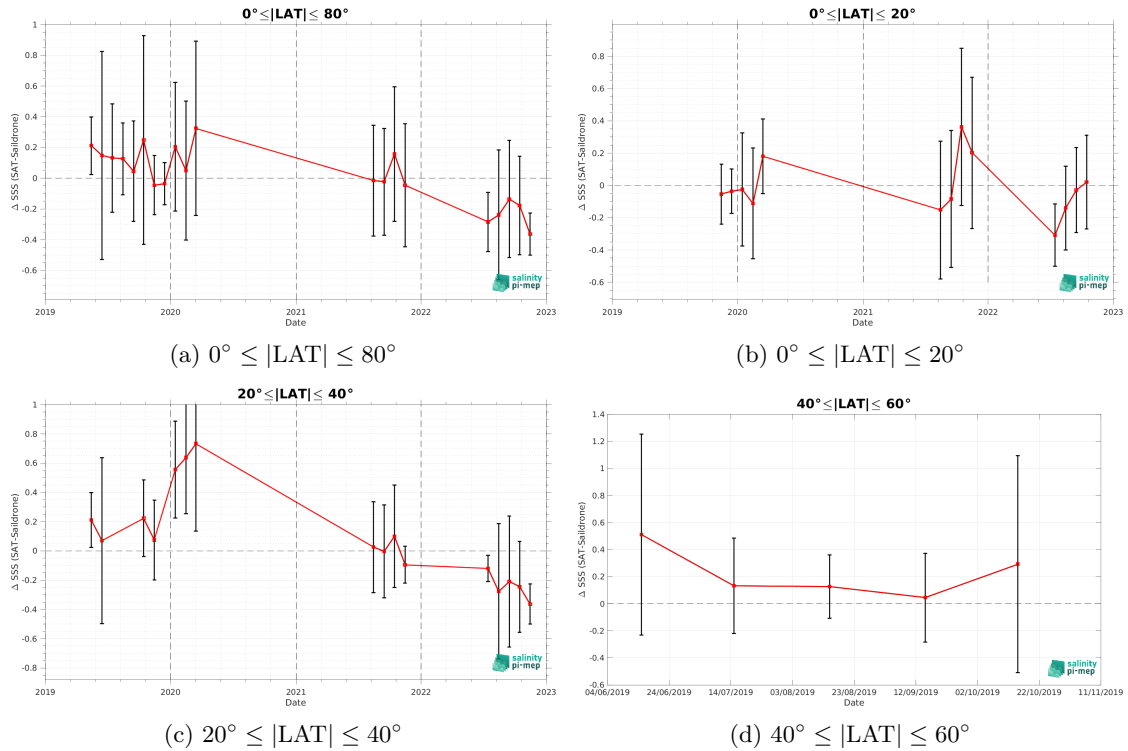 0°≤|LAT|≤ 80°
1
0.8
0.6
0.4
0.2
0
-0.2
-0.4
-0.6
Δ SSS (SAT-Saildrone)
2019
2020
2021
2022
2023
Date
salinity
pi-mep
(a) 0° ≤ |LAT| ≤ 80°
0°≤|LAT|≤ 20°
1
0.8
0.6
0.4
0.2
0
-0.2
-0.4
-0.6
Δ SSS (SAT-Saildrone)
2019
2020
2021
2022
2023
Date
salinity
pi-mep
(b) 0° ≤ |LAT| ≤ 20°
20°≤|LAT|≤ 40°
1
0.8
0.6
0.4
0.2
0
-0.2
-0.4
-0.6
-0.8
Δ SSS (SAT-Saildrone)
2019
2020
2021
2022
2023
Date
salinity
pi-mep
(c) 20° ≤ |LAT| ≤ 40°
40°≤|LAT|≤ 60°
1.4
1.2
1
0.8
0.6
0.4
0.2
0
-0.2
-0.4
-0.6
Δ SSS (SAT-Saildrone)
04/06/2019
24/06/2019
14/07/2019
03/08/2019
23/08/2019
12/09/2019
02/10/2019
22/10/2019
11/11/2019
Date
salinity
pi-mep
(d) 40° ≤ |LAT| ≤ 60°